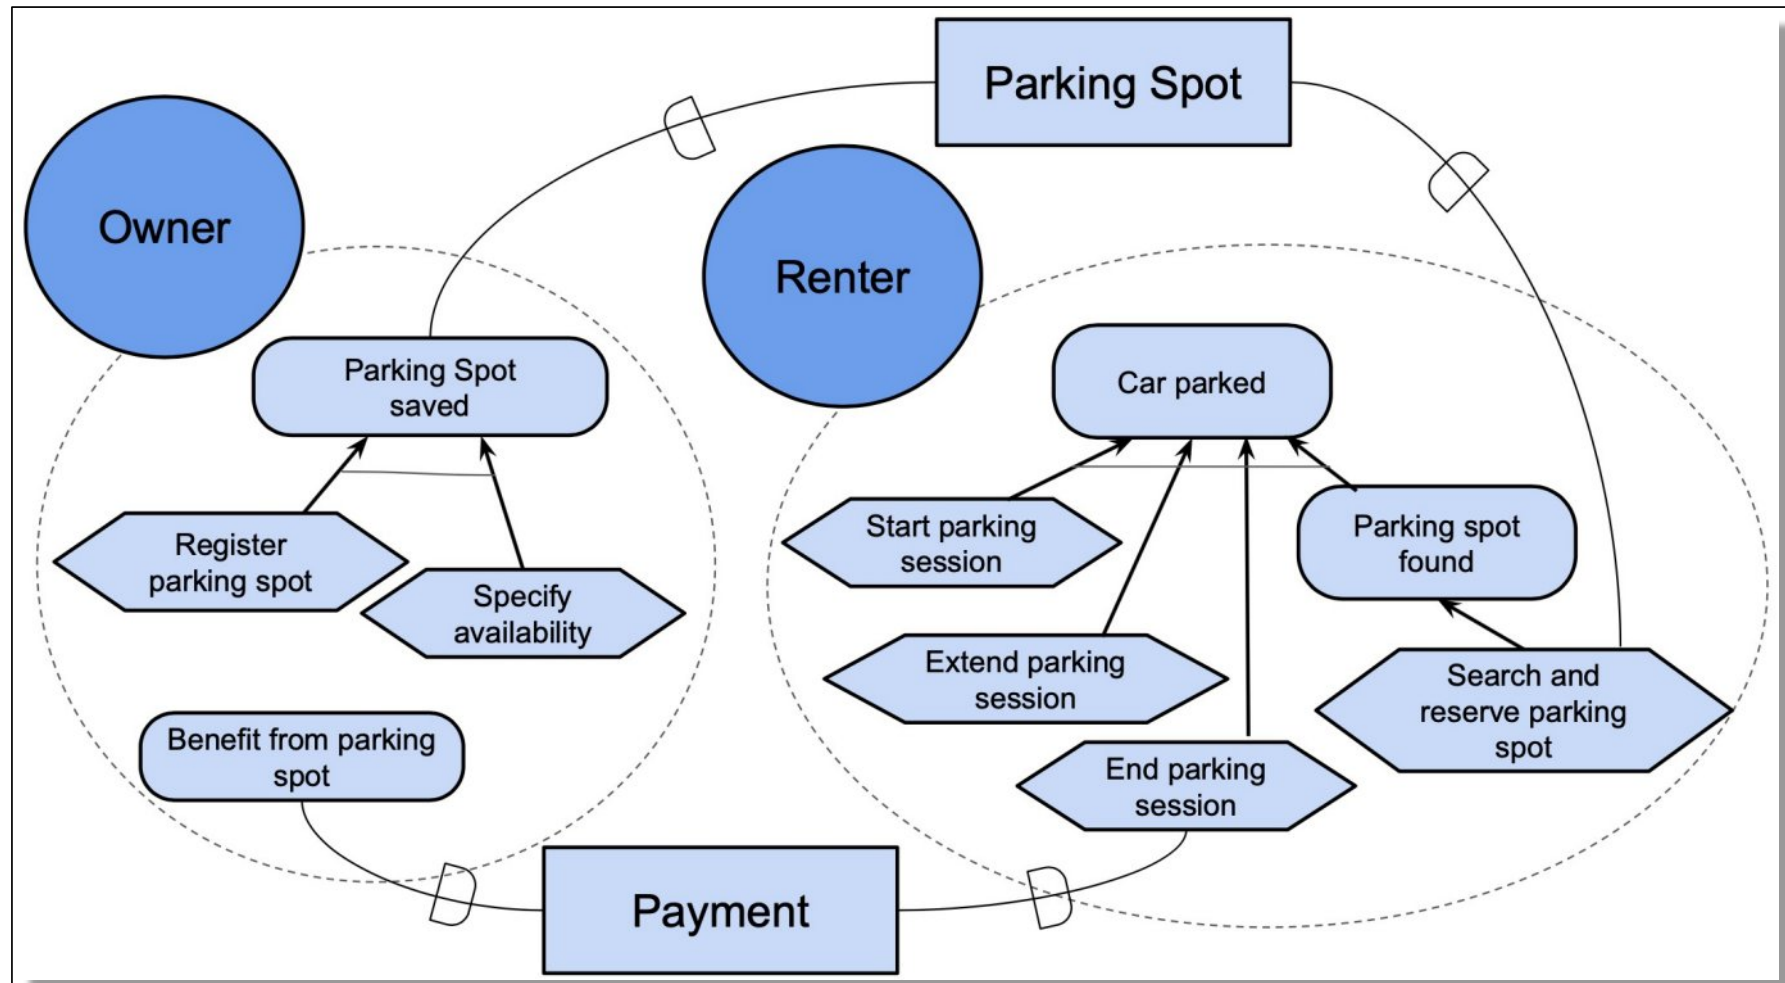 Parking Spot
Owner
Renter
Parking Spot
saved
Car parked
Register
parking spot
Specify
availability
Start parking
session
Parking spot
found
Extend parking
session
Search and
reserve parking
spot
Benefit from parking
spot
End parking
session
Payment